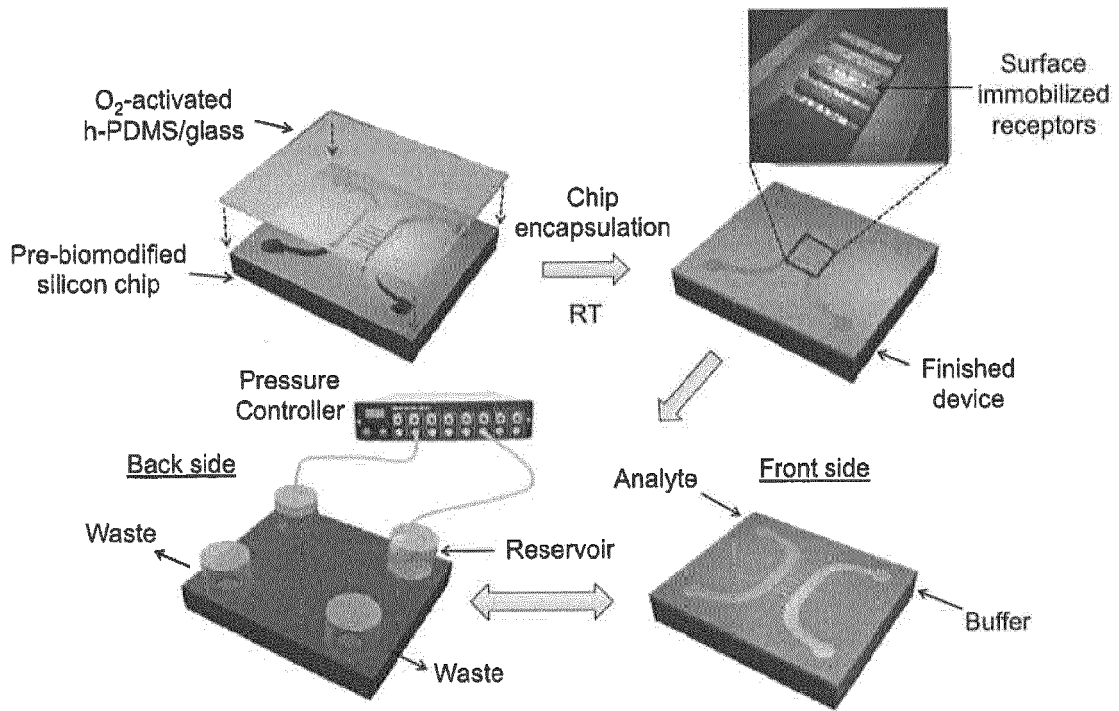 O₂-activated
h-PDMS/glass
Pre-biomodified
silicon chip
Chip
encapsulation
RT
Surface
immobilized
receptors
Finished
device
Pressure
Controller
Back side
Waste
Reservoir
Waste
Analyte
Front side
Buffer